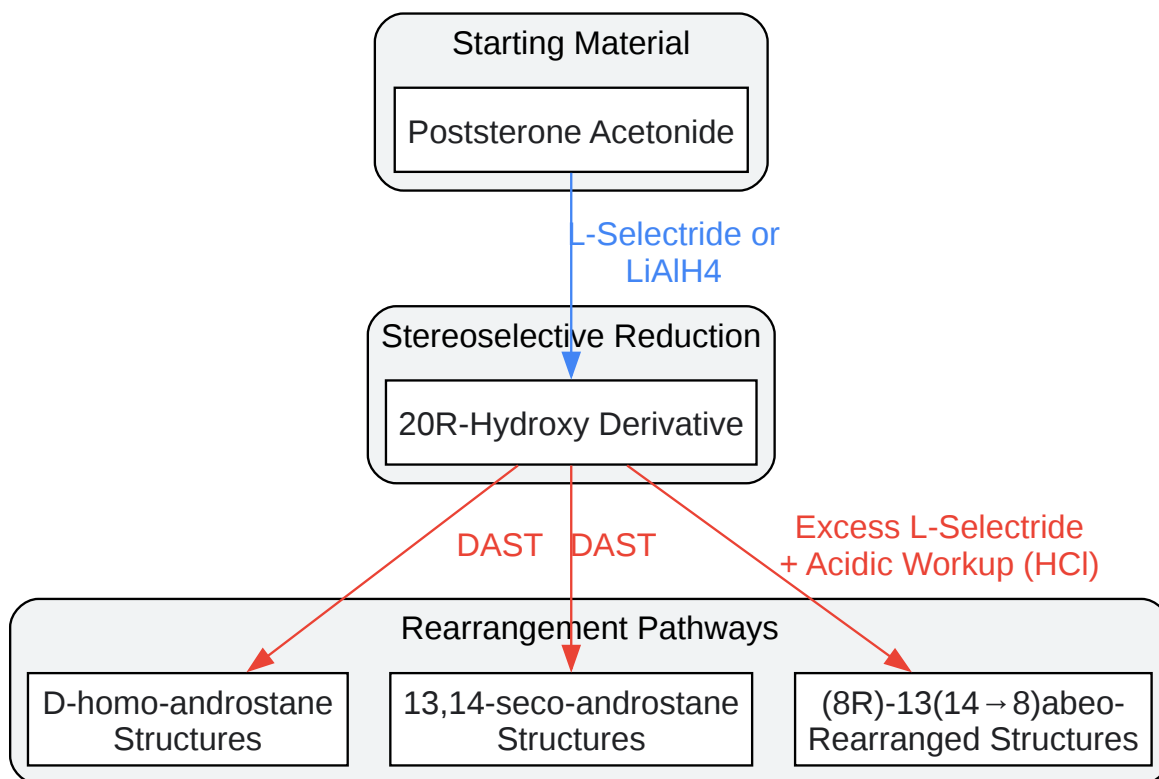 Starting Material
Poststerone Acetonide
L-Selectride or
LiAlH4
Stereoselective Reduction
20R-Hydroxy Derivative
DAST
DAST
Excess L-Selectride
+ Acidic Workup (HCl)
Rearrangement Pathways
D-homo-androstane
Structures
13,14-seco-androstane
Structures
(8R)-13(14→8)abeo-
Rearranged Structures